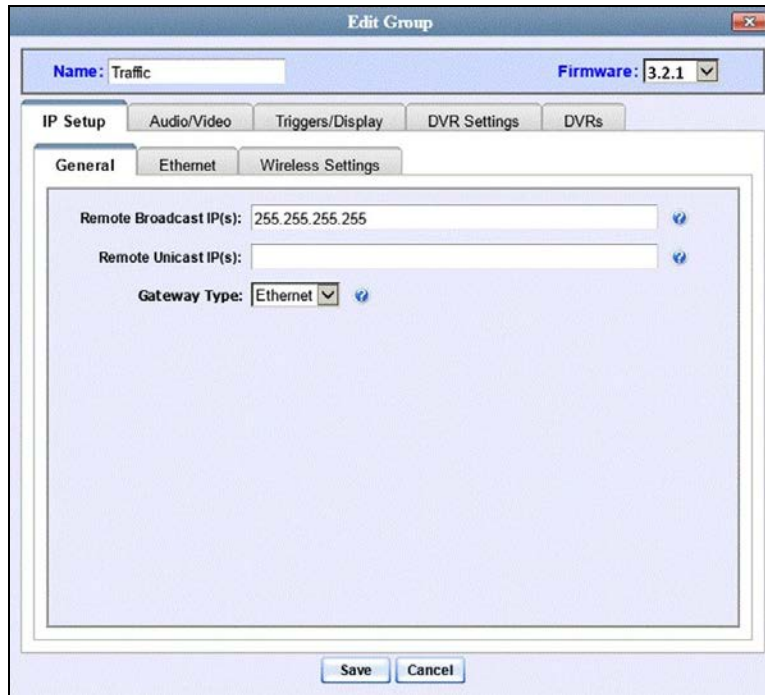 Edit Group
Name: Traffic Firmware: 3.2.1
IP Setup Audio/Video Triggers/Display DVR Settings DVRs
General Ethernet Wireless Settings
Remote Broadcast IP(s): 255.255.255.255 ?
Remote Unicast IP(s): ?
Gateway Type: Ethernet ?
Save Cancel